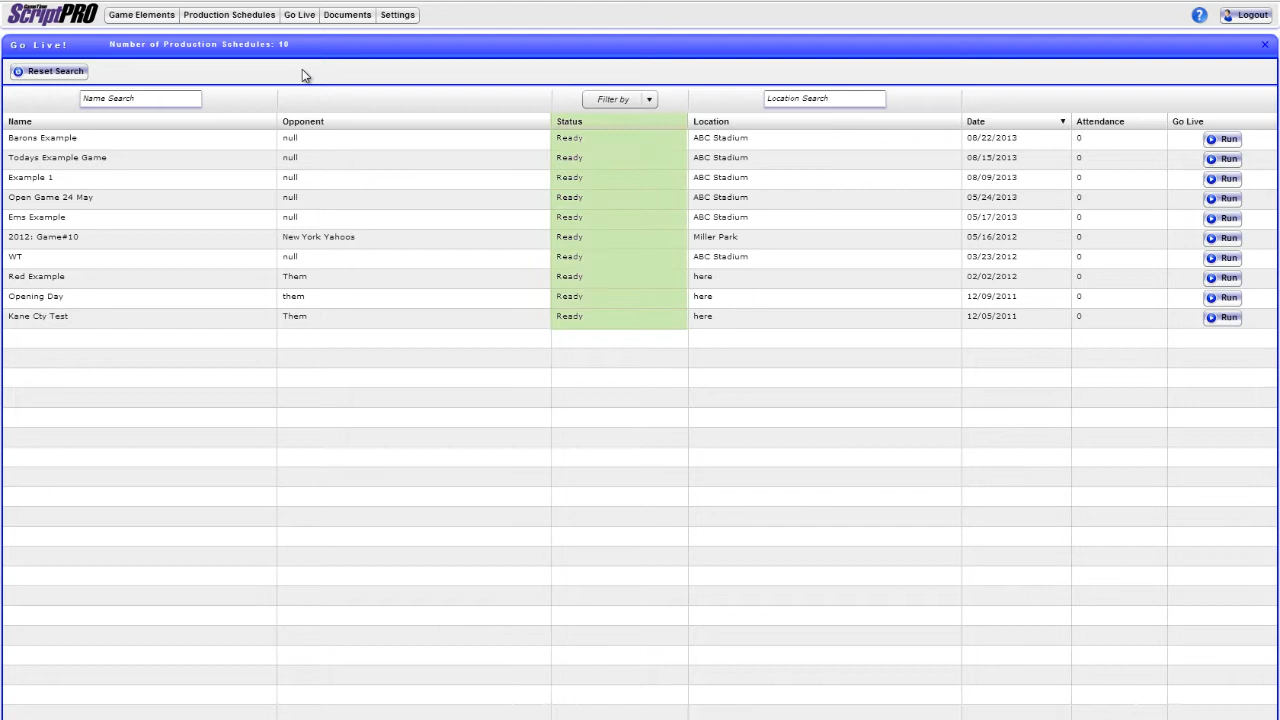 ScriptPRO Game Elements Production Schedules Go Live Documents Settings ? Logout
Go Live! Number of Production Schedules: 10 x
Reset Search
Name Search Filter by Location Search
Name Opponent Status Location Date Attendance Go Live
Barons Example null Ready ABC Stadium 08/22/2013 0 Run
Todays Example Game null Ready ABC Stadium 08/15/2013 0 Run
Example 1 null Ready ABC Stadium 08/09/2013 0 Run
Open Game 24 May null Ready ABC Stadium 05/24/2013 0 Run
Ems Example null Ready ABC Stadium 05/17/2013 0 Run
2012: Game#10 New York Yahoos Ready Miller Park 05/16/2012 0 Run
WT null Ready ABC Stadium 03/23/2012 0 Run
Red Example Them Ready here 02/02/2012 0 Run
Opening Day them Ready here 12/09/2011 0 Run
Kane Cty Test Them Ready here 12/05/2011 0 Run